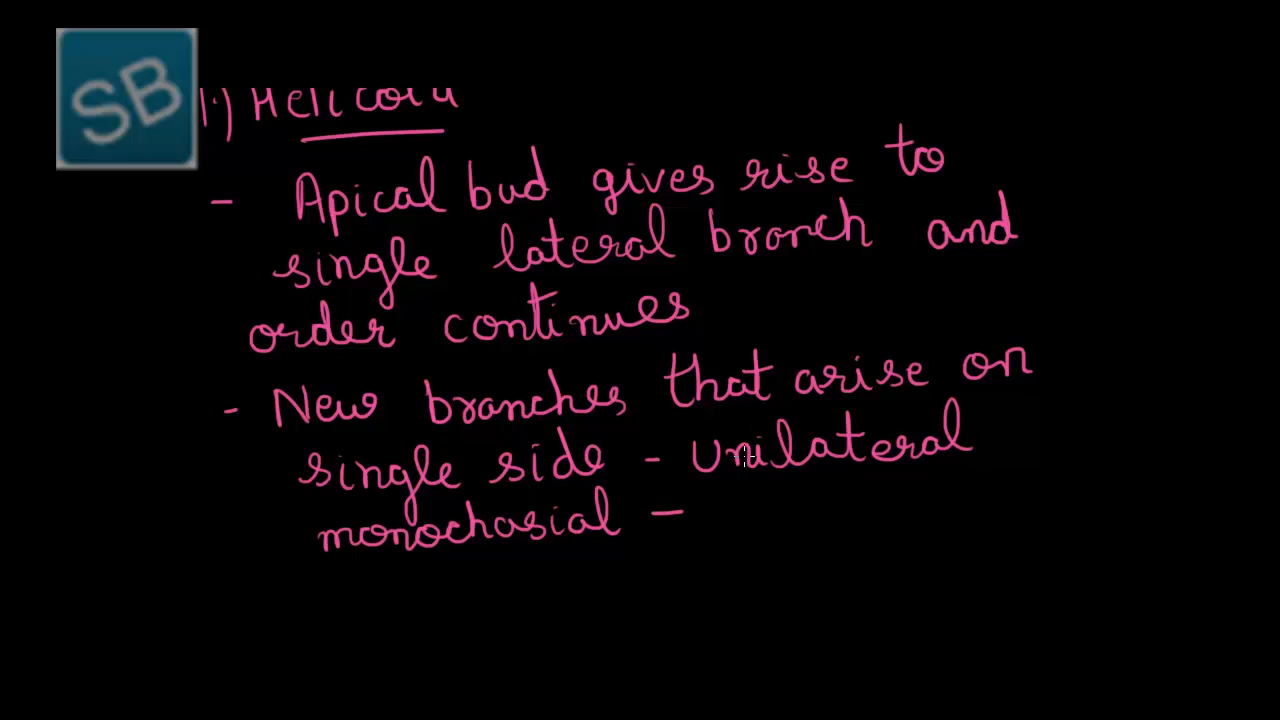 SB
1.)
- Apical bud gives rise to
single lateral branch and
order continues
- New branches that arise on
single side - Unilateral
monochasial -